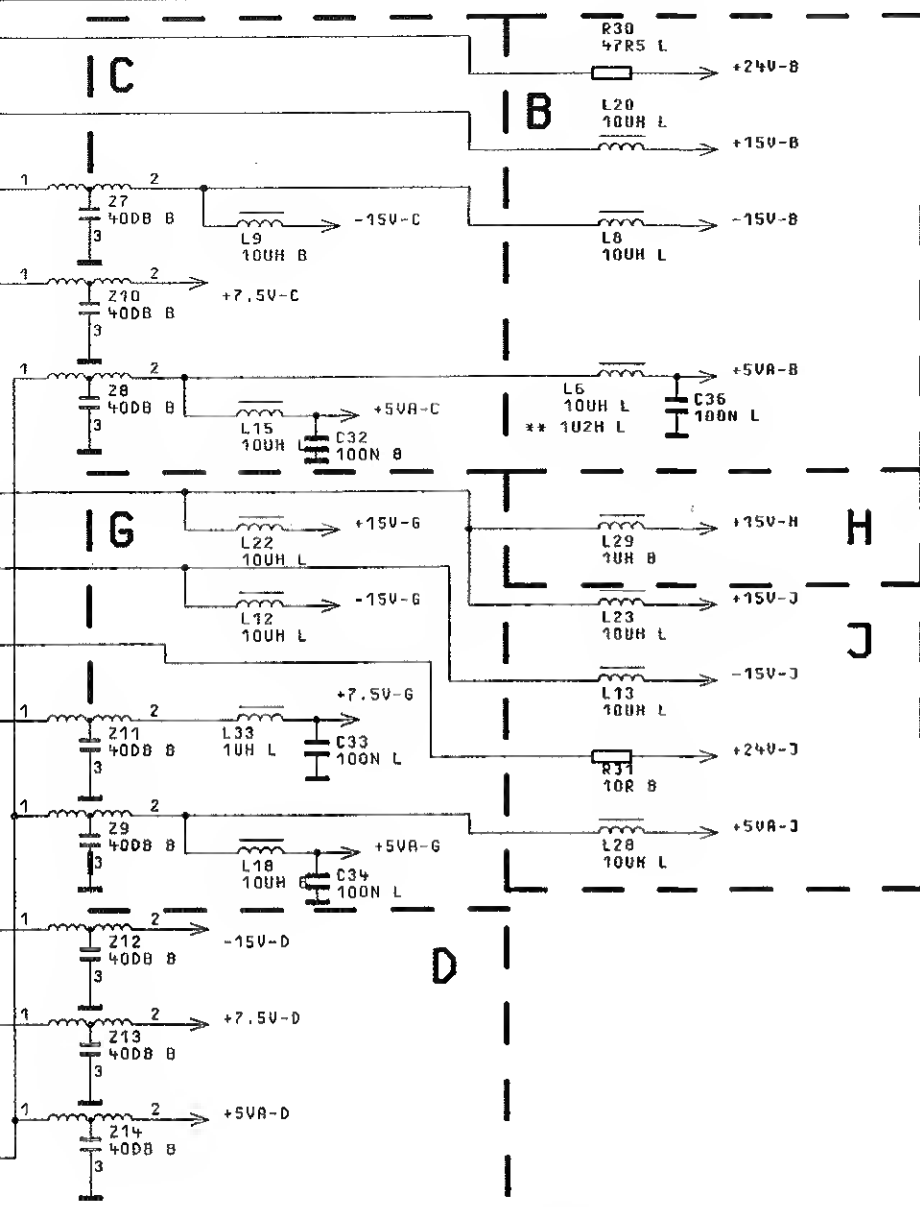 R30
47R5 L
+24V-B
C
B
L20
10UH L
+15V-B
1
2
Z7
40DB B
3
-15V-C
L9
10UH B
-15V-B
L8
10UH L
1
2
Z10
40DB B
3
+7.5V-C
1
2
Z8
40DB B
3
+5VA-C
L15
10UH L
C32
100N B
+5VA-B
L6
10UH L
** 1U2H L
C36
100N L
G
+15V-G
L22
10UH L
+15V-H
L29
1UH B
H
-15V-G
L12
10UH L
+15V-J
L23
10UH L
J
-15V-J
L13
10UH L
1
2
Z11
40DB B
3
L33
1UH L
+7.5V-G
C33
100N L
+24V-J
R31
10R B
1
2
Z9
40DB B
3
+5VA-G
L18
10UH B
C34
100N L
+5VA-J
L28
10UH L
1
2
Z12
40DB B
3
-15V-D
D
1
2
Z13
40DB B
3
+7.5V-D
1
2
Z14
40DB B
3
+5VA-D